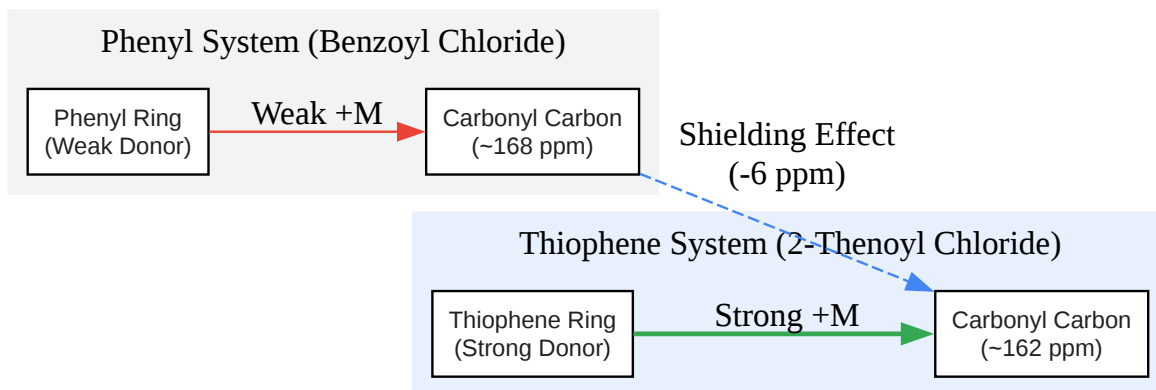 Phenyl System (Benzoyl Chloride)
Phenyl Ring
(Weak Donor)
Weak +M
Carbonyl Carbon
(~168 ppm)
Shielding Effect
(-6 ppm)
Thiophene System (2-Thenoyl Chloride)
Thiophene Ring
(Strong Donor)
Strong +M
Carbonyl Carbon
(~162 ppm)